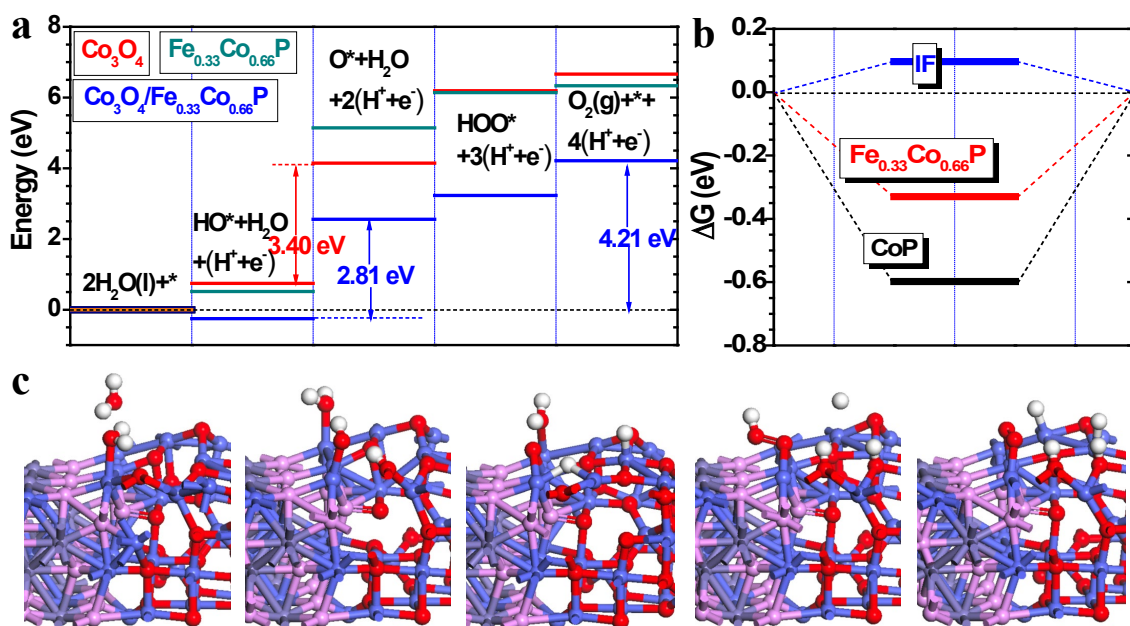 a
8
6
4
2
0
Energy (eV)
Co₃O₄
Fe₀.₃₃Co₀.₆₆P
Co₃O₄/Fe₀.₃₃Co₀.₆₆P
2H₂O(l)+*
HO*+H₂O
+(H⁺+e⁻)
3.40 eV
O*+H₂O
+2(H⁺+e⁻)
2.81 eV
HOO*
+3(H⁺+e⁻)
O₂(g)+*+
4(H⁺+e⁻)
4.21 eV
b
0.2
0.0
-0.2
-0.4
-0.6
-0.8
ΔG (eV)
IF
Fe₀.₃₃Co₀.₆₆P
CoP
c